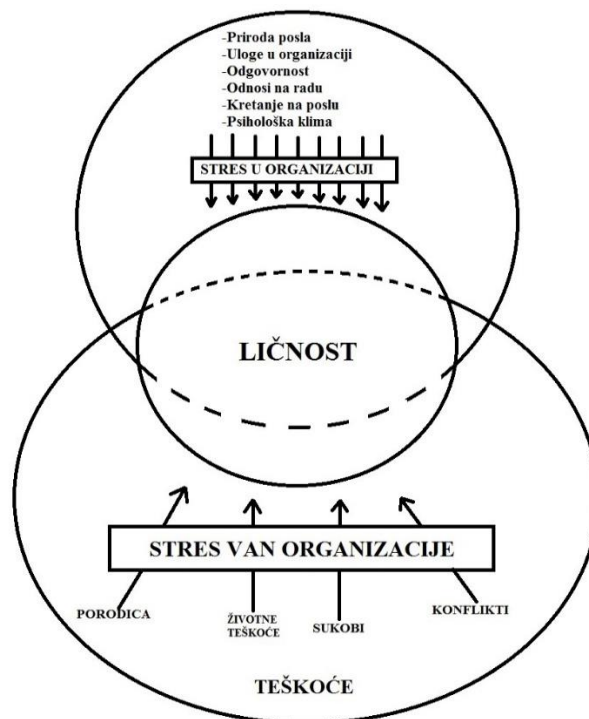 -Priroda posla
-Uloge u organizaciji
-Odgovornost
-Odnosi na radu
-Kretanje na poslu
-Psihološka klima
STRES U ORGANIZACIJI
LIČNOST
STRES VAN ORGANIZACIJE
PORODICA
ŽIVOTNE
TEŠKOĆE
SUKOBI
KONFLIKTI
TEŠKOĆE